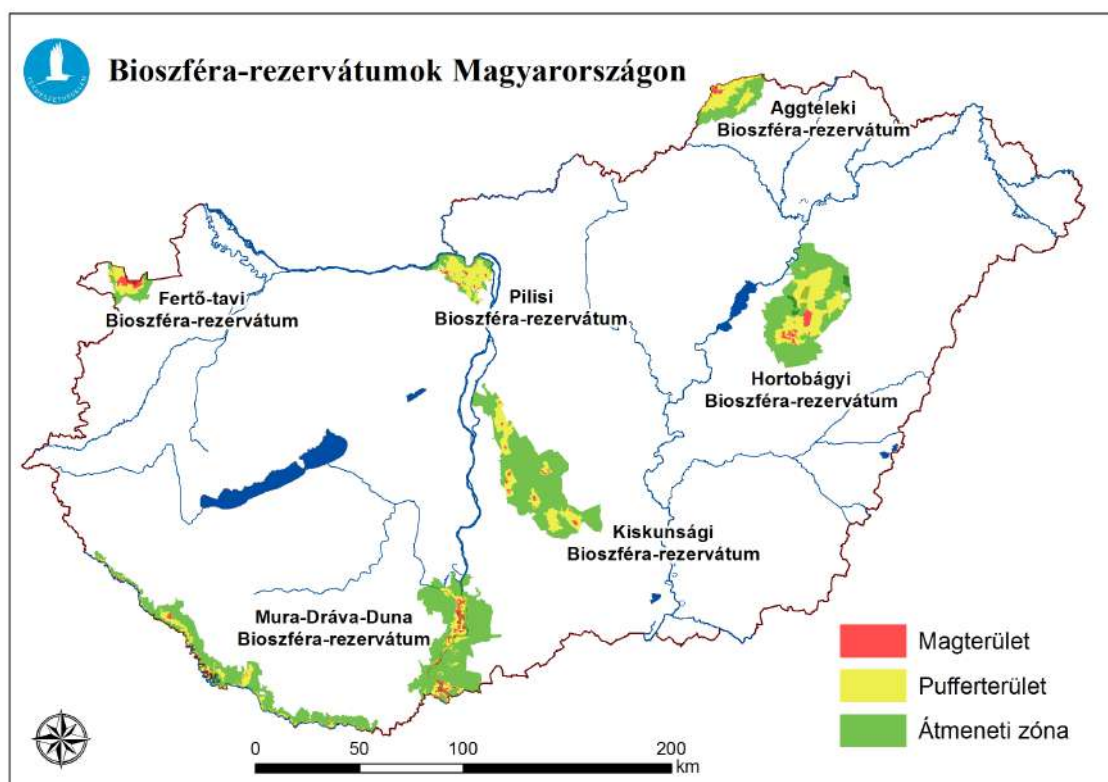 Bioszféra-rezervátumok Magyarországon
TERMÉSZETVÉDELEM
Aggteleki
Bioszféra-rezervátum
Fertő-tavi
Bioszféra-rezervátum
Pilisi
Bioszféra-rezervátum
Hortobágyi
Bioszféra-rezervátum
Kiskunsági
Bioszféra-rezervátum
Mura-Dráva-Duna
Bioszféra-rezervátum
Magterület
Pufferterület
Átmeneti zóna
0 50 100 200
km